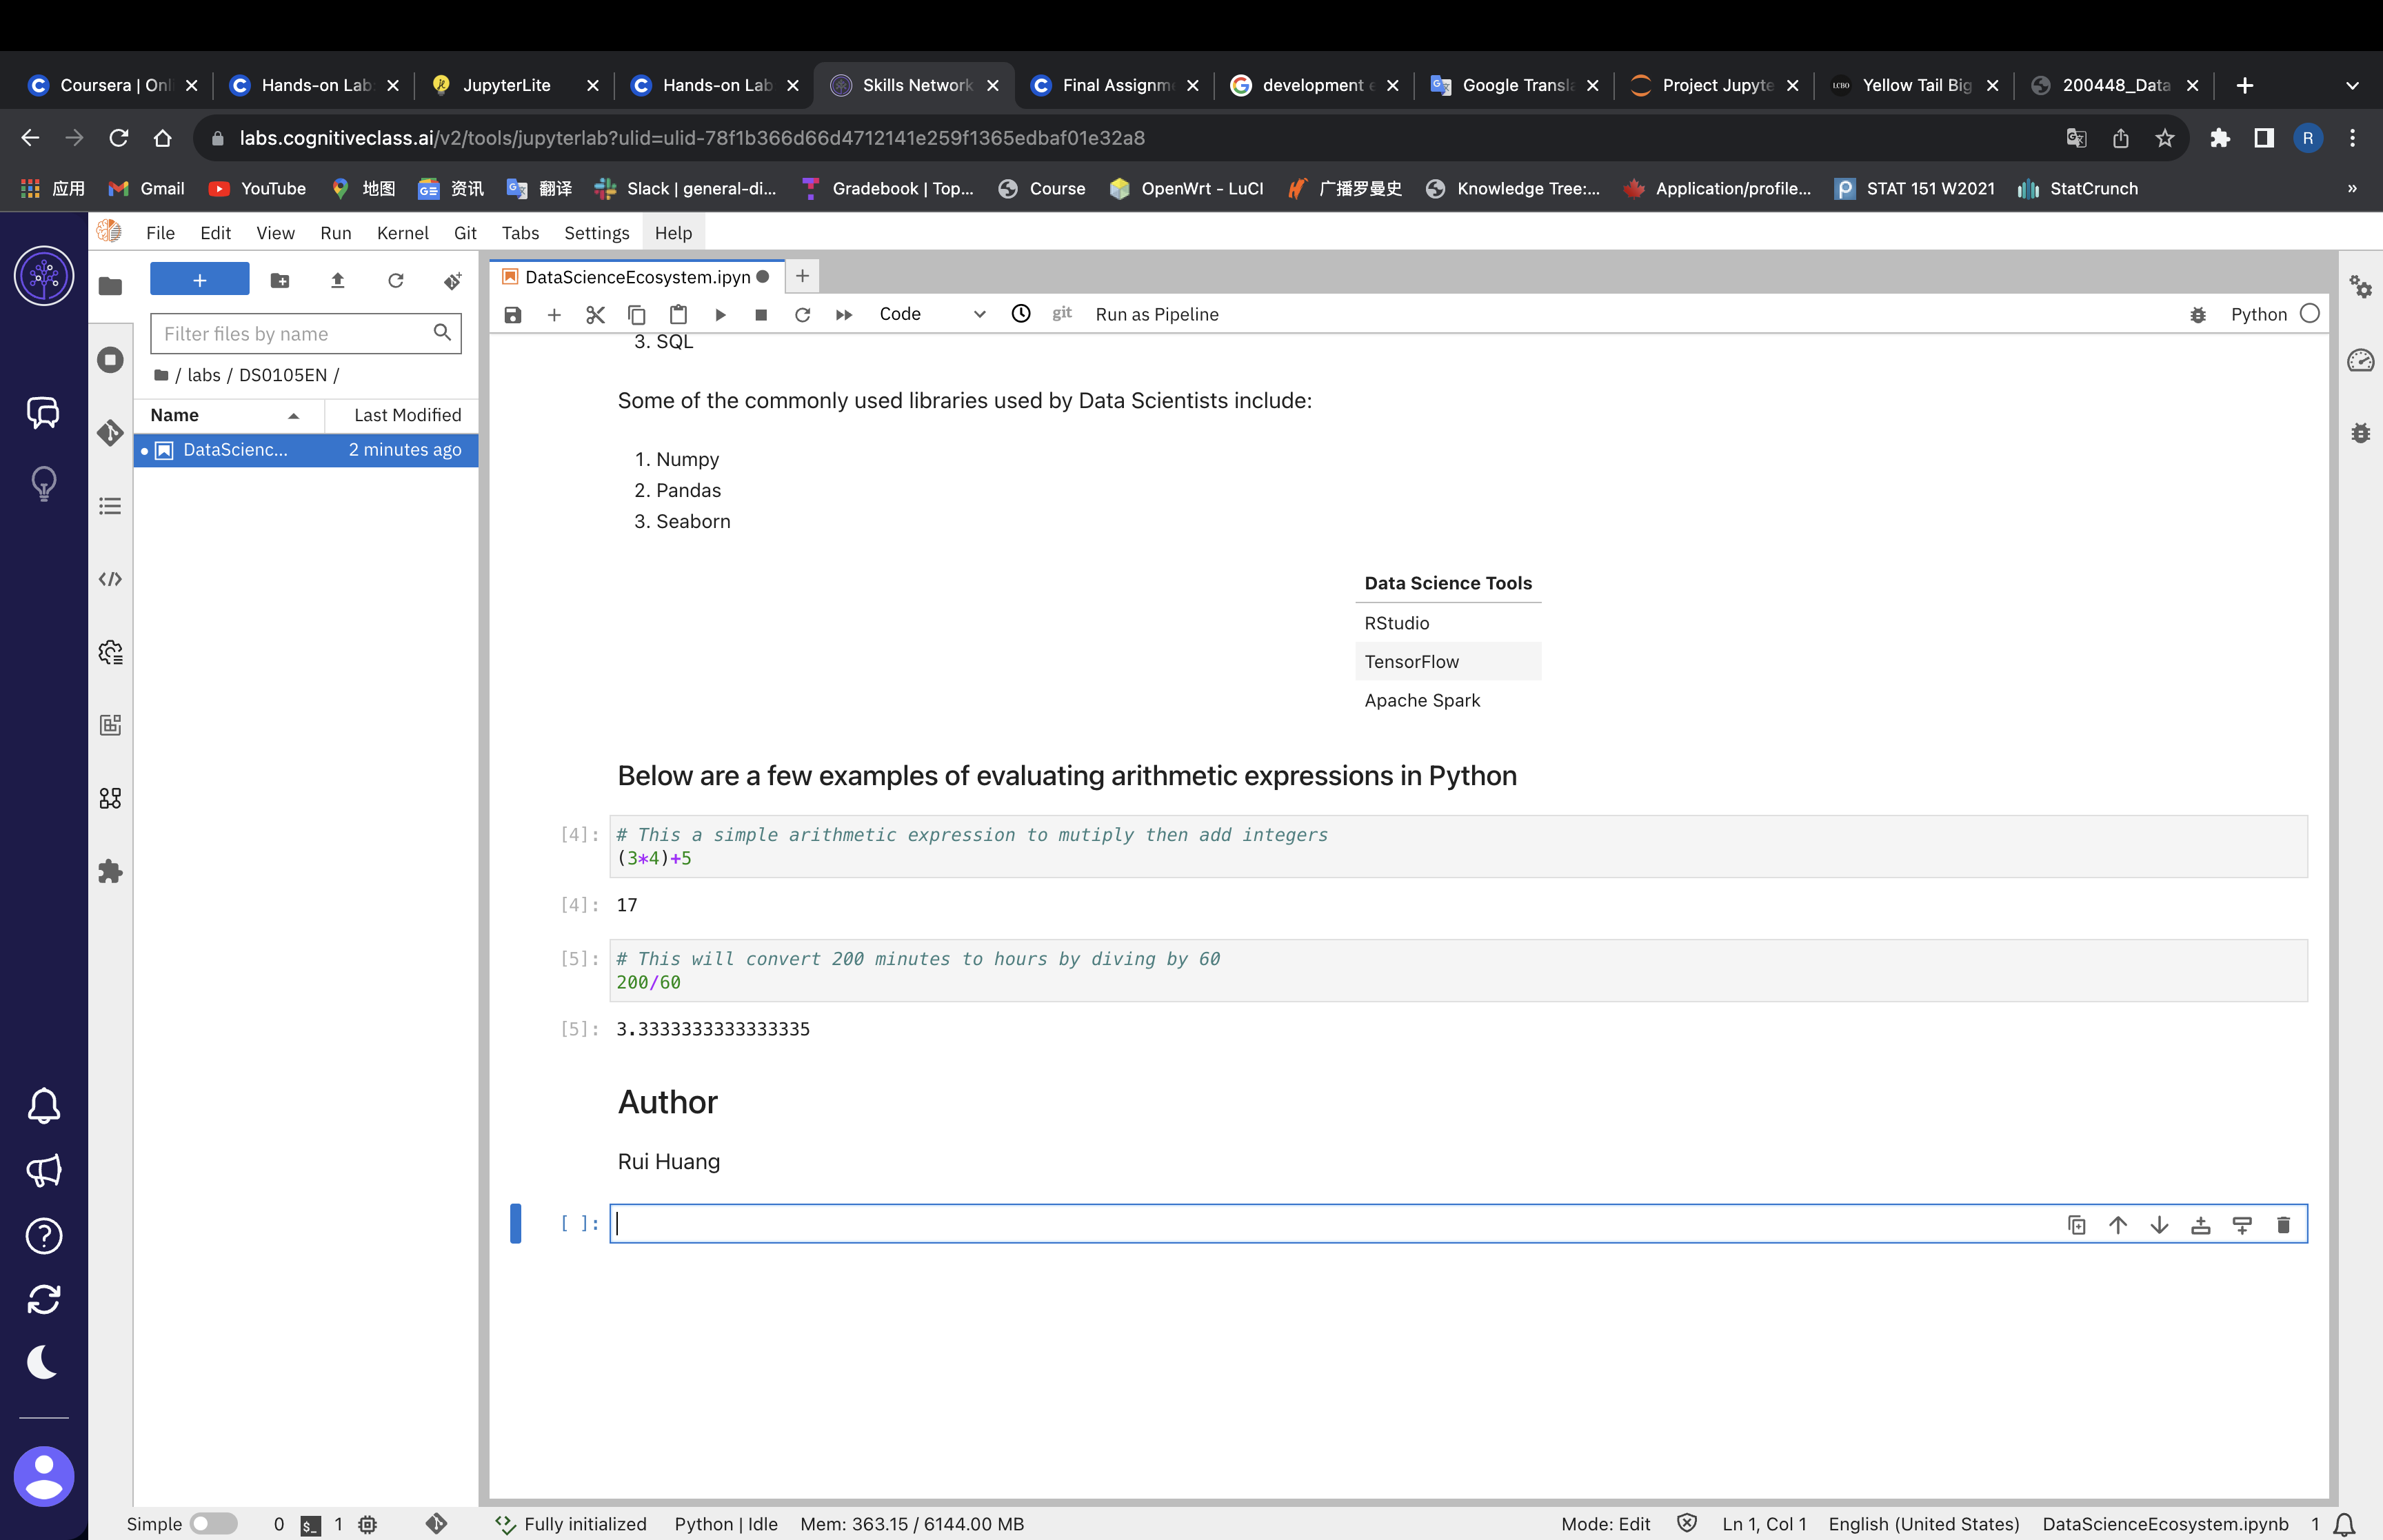 Coursera | Onl
Hands-on Lab
JupyterLite
Hands-on Lab
Skills Network
Final Assignme
development e
Google Transla
Project Jupyte
LCBO Yellow Tail Big
200448_Data
labs.cognitiveclass.ai/v2/tools/jupyterlab?ulid=ulid-78f1b366d66d4712141e259f1365edbaf01e32a8
R
应用
Gmail
YouTube
地图
资讯
翻译
Slack | general-di...
Gradebook | Top...
Course
OpenWrt - LuCI
广播罗曼史
Knowledge Tree:...
Application/profile...
STAT 151 W2021
StatCrunch
»
File Edit View Run Kernel Git Tabs Settings Help
DataScienceEcosystem.ipyn
Filter files by name
/ labs / DS0105EN /
Name Last Modified
DataScienc... 2 minutes ago
Code
git
Run as Pipeline
Python
3. SQL
Some of the commonly used libraries used by Data Scientists include:
1. Numpy
2. Pandas
3. Seaborn
Data Science Tools
RStudio
TensorFlow
Apache Spark
Below are a few examples of evaluating arithmetic expressions in Python
[4]: # This a simple arithmetic expression to mutiply then add integers
(3*4)+5
[4]: 17
[5]: # This will convert 200 minutes to hours by diving by 60
200/60
[5]: 3.3333333333333335
Author
Rui Huang
[ ]:
Simple
0
$_
1
Fully initialized
Python | Idle
Mem: 363.15 / 6144.00 MB
Mode: Edit
Ln 1, Col 1
English (United States)
DataScienceEcosystem.ipynb
1